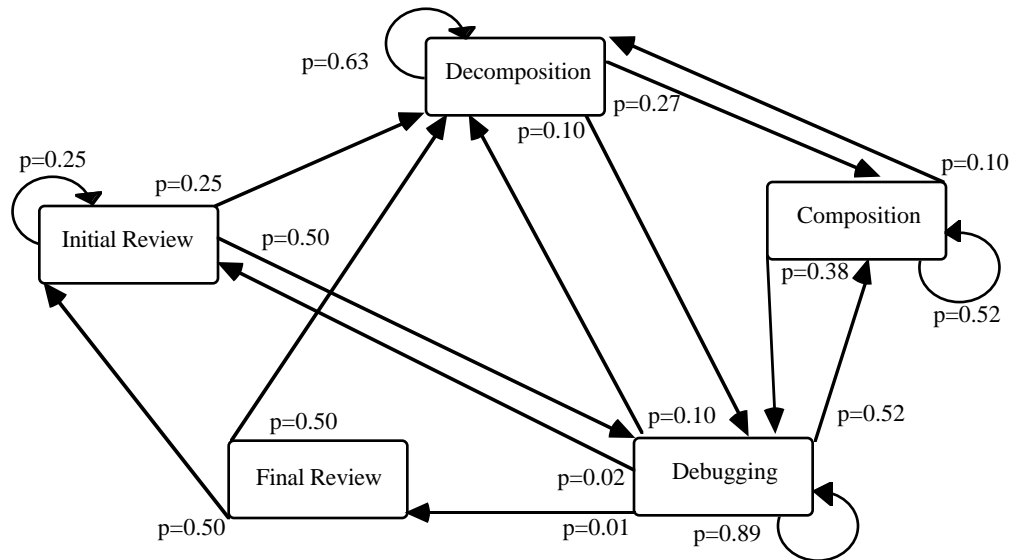 Decomposition
p=0.63
p=0.27
p=0.10
p=0.25
p=0.25
p=0.10
Composition
Initial Review
p=0.50
p=0.38
p=0.52
p=0.50
p=0.10
p=0.52
Final Review
p=0.02
Debugging
p=0.50
p=0.01
p=0.89